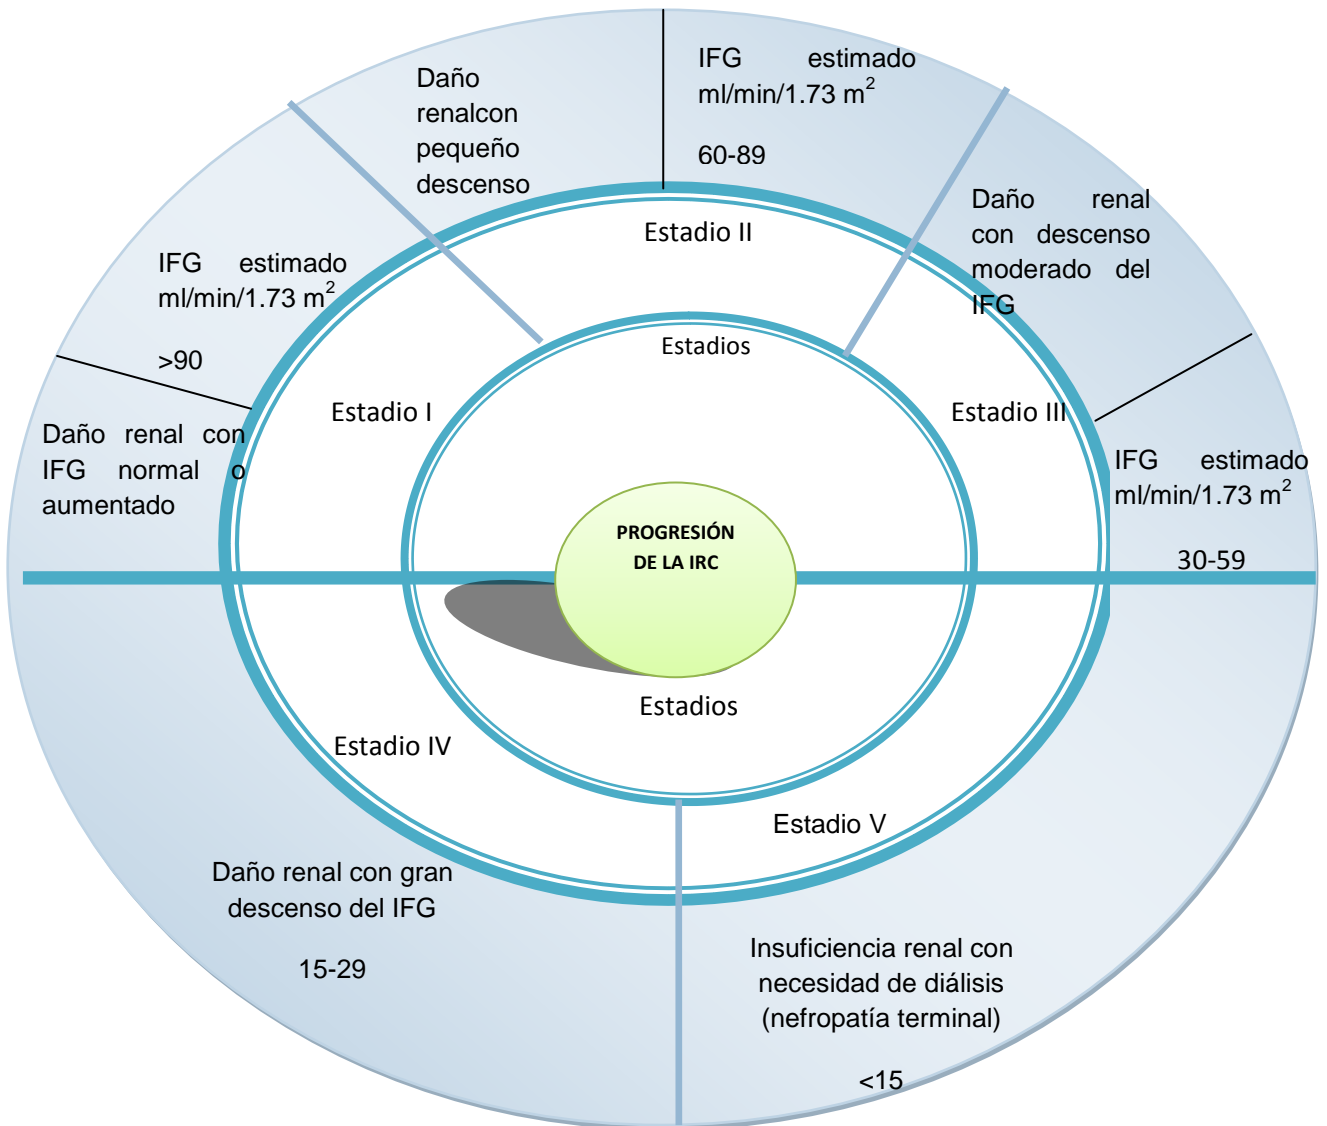 PROGRESIÓN
DE LA IRC
Estadios
Estadio I
Daño renal con
IFG normal o
aumentado
IFG estimado
ml/min/1.73 m²
>90
Estadio II
Daño
renalcon
pequeño
descenso
IFG estimado
ml/min/1.73 m²
60-89
Estadio III
Daño renal
con descenso
moderado del
IFG
IFG estimado
ml/min/1.73 m²
30-59
Estadios
Estadio IV
Daño renal con gran
descenso del IFG
15-29
Estadio V
Insuficiencia renal con
necesidad de diálisis
(nefropatía terminal)
<15